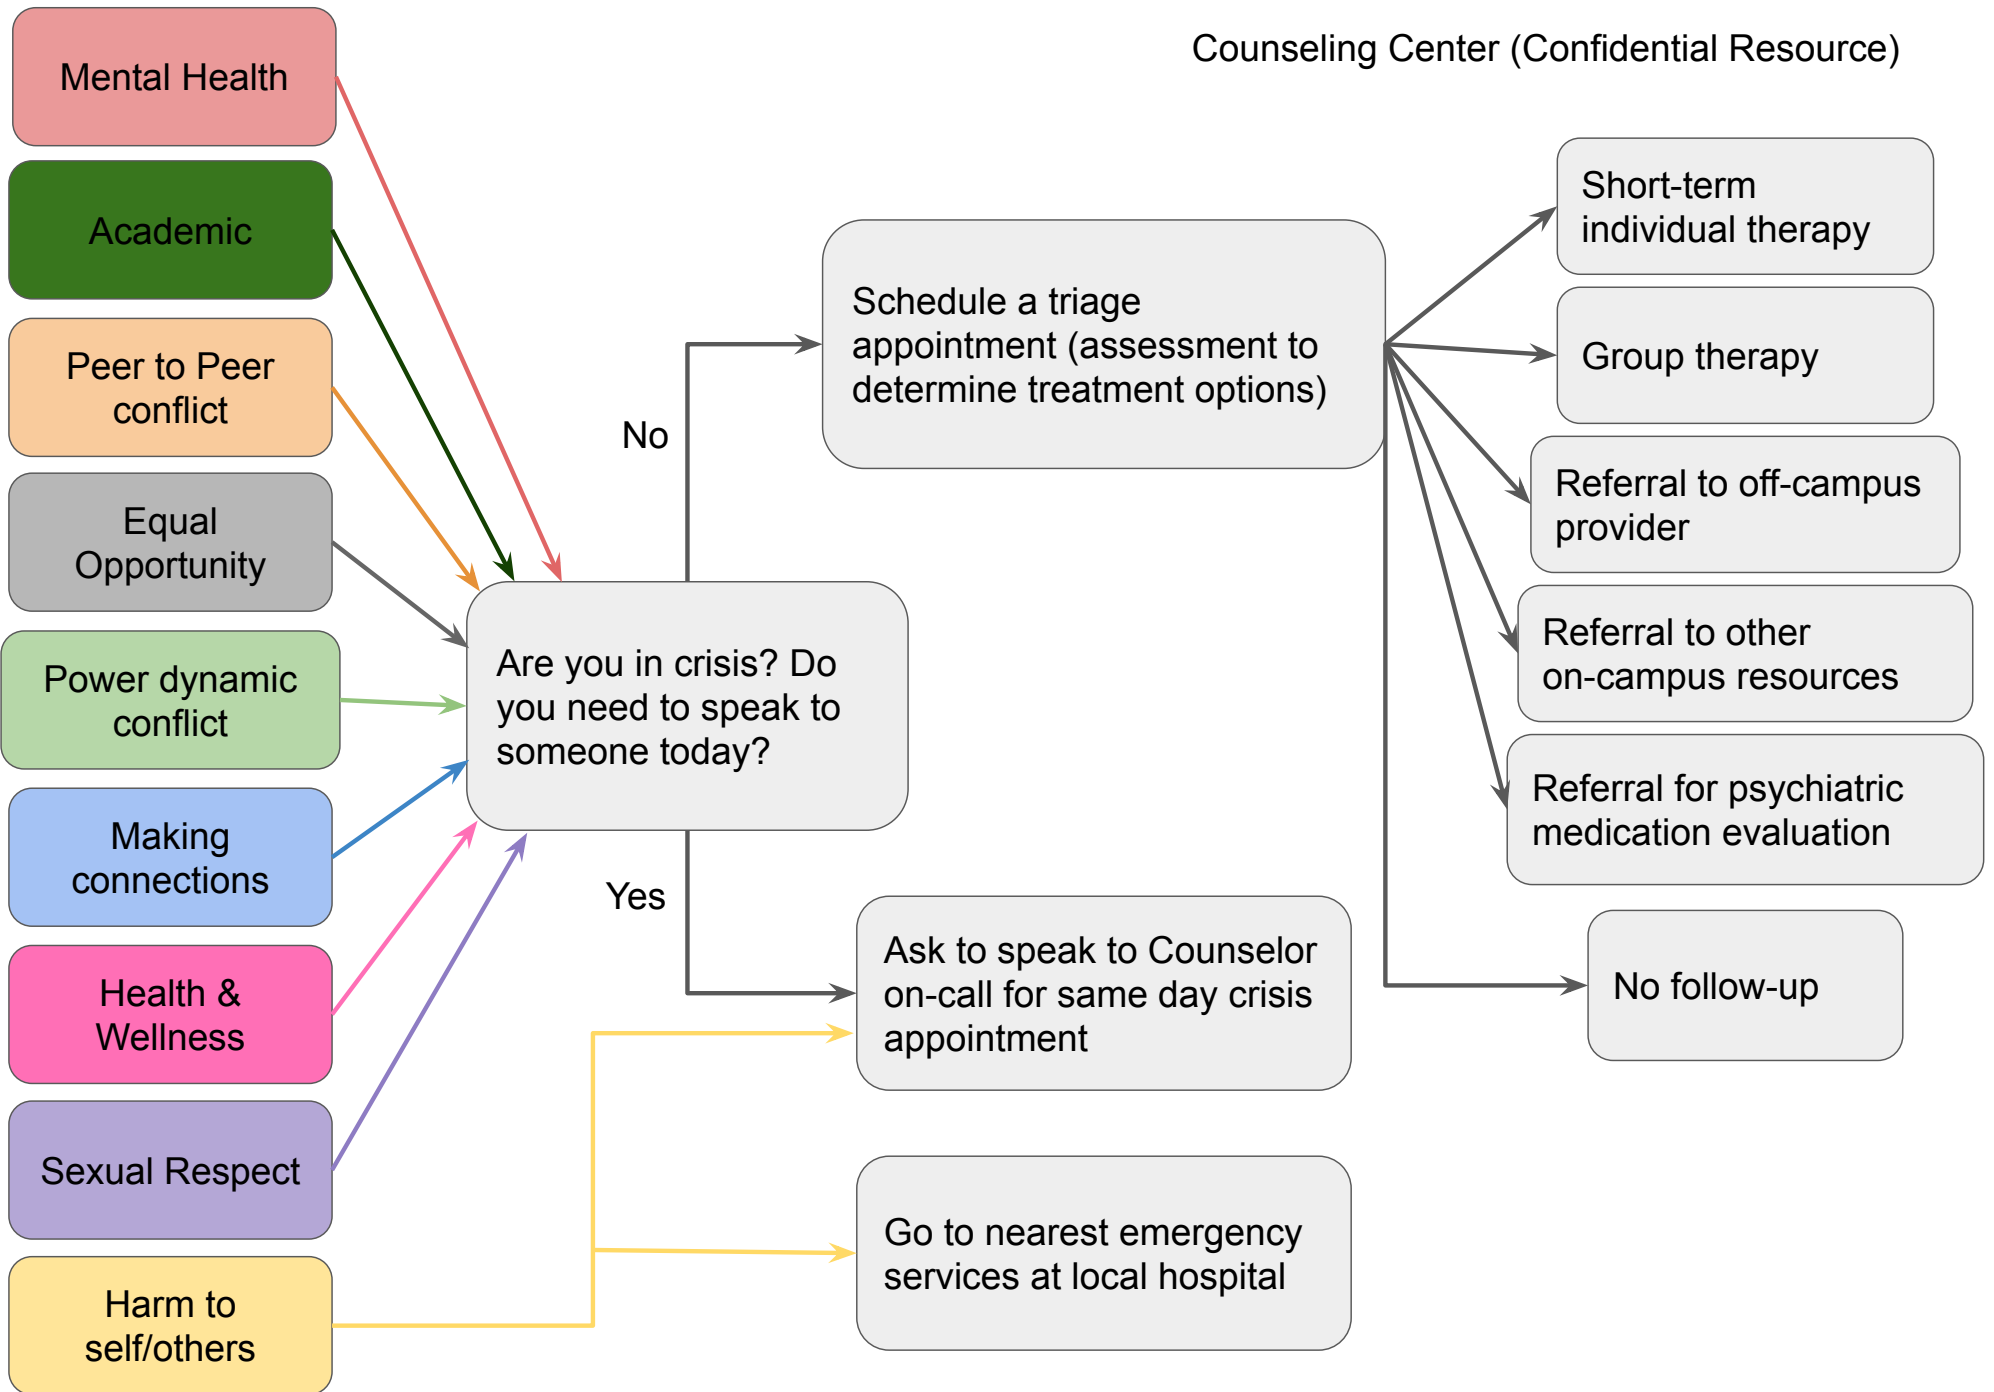 Counseling Center (Confidential Resource)
Mental Health
Academic
Peer to Peer
conflict
Equal
Opportunity
Power dynamic
conflict
Making
connections
Health &
Wellness
Sexual Respect
Harm to
self/others
Are you in crisis? Do
you need to speak to
someone today?
No
Yes
Schedule a triage
appointment (assessment to
determine treatment options)
Ask to speak to Counselor
on-call for same day crisis
appointment
Go to nearest emergency
services at local hospital
Short-term
individual therapy
Group therapy
Referral to off-campus
provider
Referral to other
on-campus resources
Referral for psychiatric
medication evaluation
No follow-up